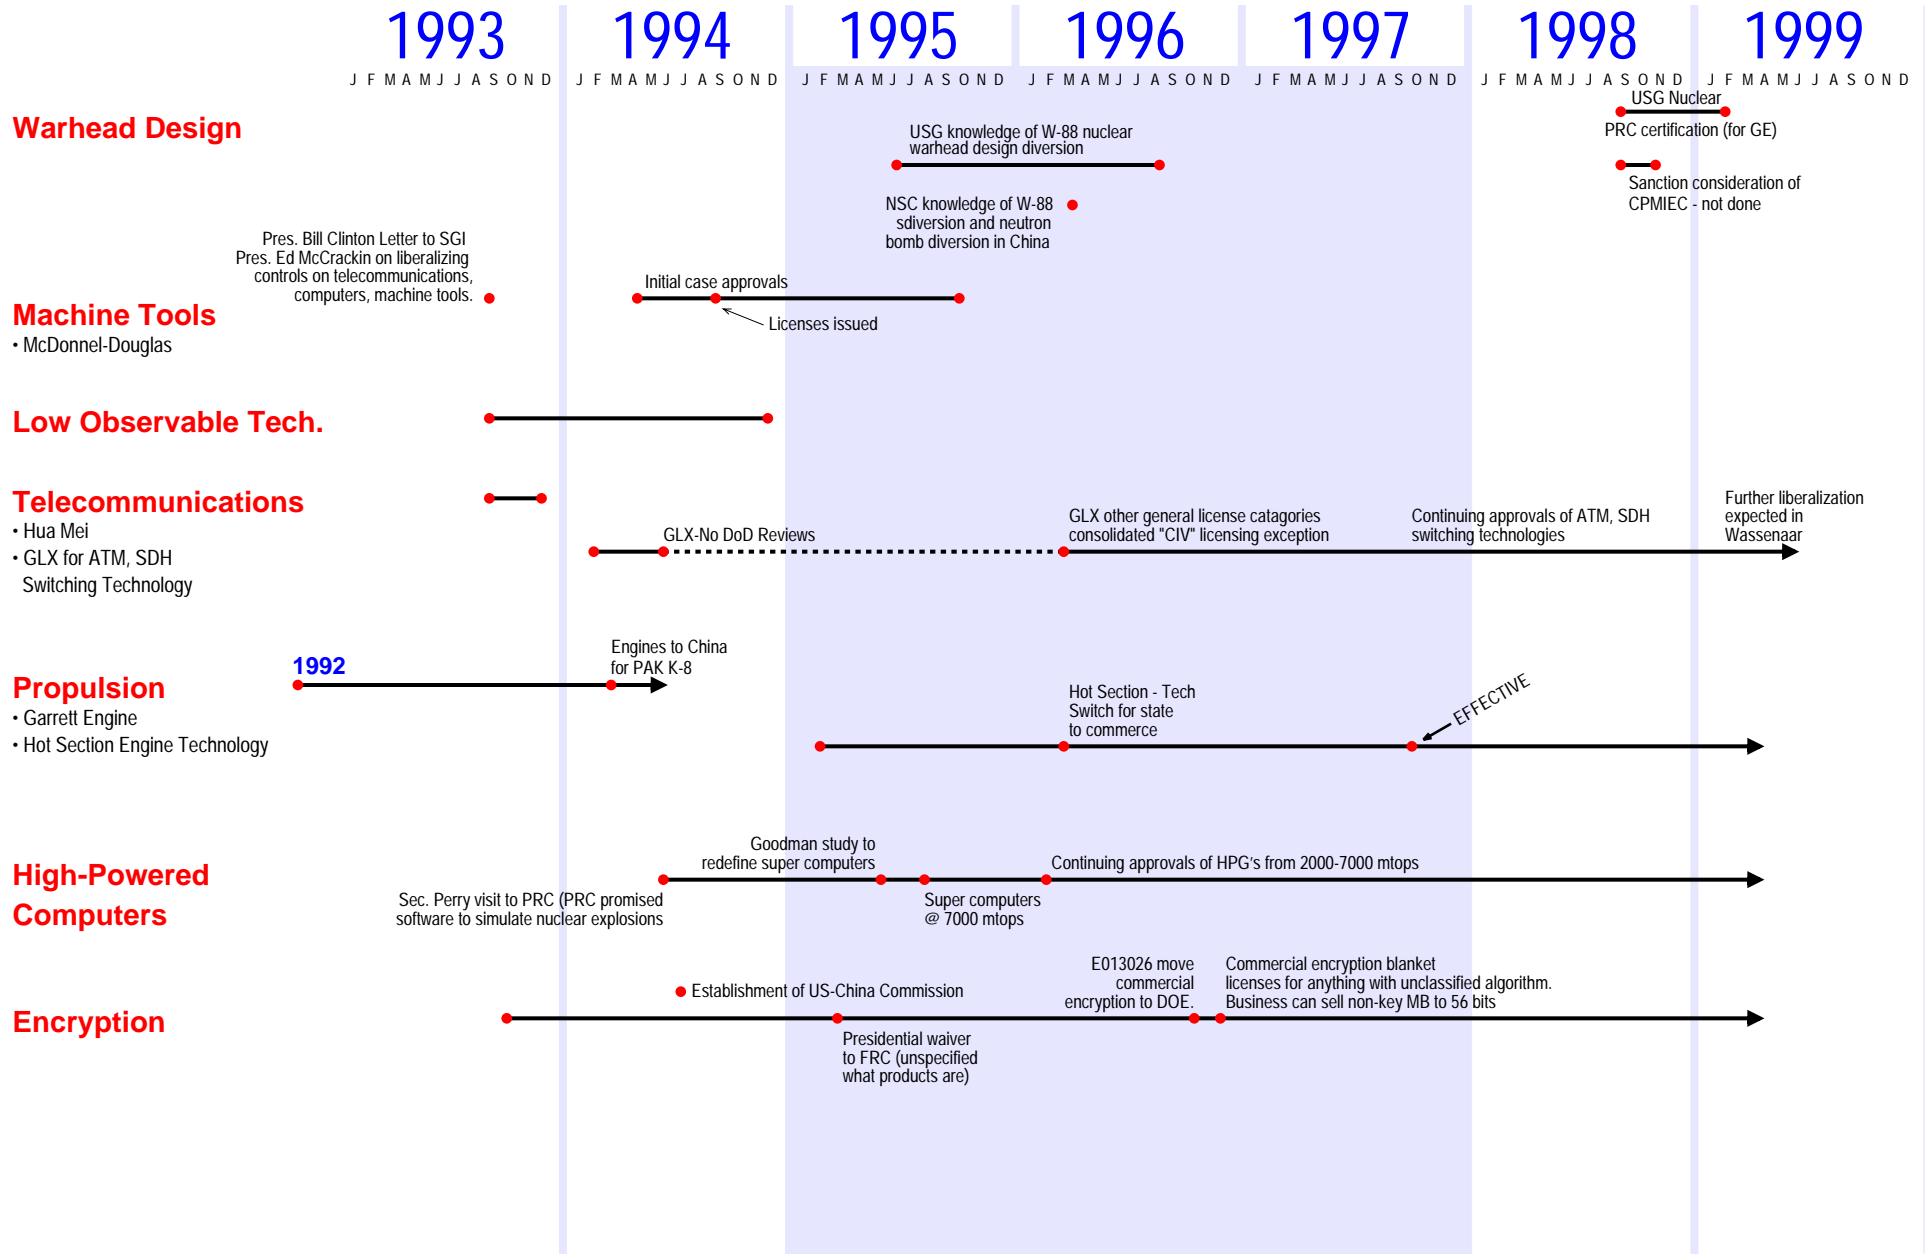 1993 1994 1995 1996 1997 1998 1999
J F M A M J J A S O N D J F M A M J J A S O N D J F M A M J J A S O N D J F M A M J J A S O N D J F M A M J J A S O N D J F M A M J J A S O N D J F M A M J J A S O N D
Warhead Design
USG knowledge of W-88 nuclear
warhead design diversion
NSC knowledge of W-88
sdiversion and neutron
bomb diversion in China
USG Nuclear
PRC certification (for GE)
Sanction consideration of
CPMIEC - not done
Machine Tools
• McDonnel-Douglas
Pres. Bill Clinton Letter to SGI
Pres. Ed McCrackin on liberalizing
controls on telecommunications,
computers, machine tools.
Initial case approvals
Licenses issued
Low Observable Tech.
Telecommunications
• Hua Mei
• GLX for ATM, SDH
Switching Technology
GLX-No DoD Reviews
GLX other general license catagories
consolidated "CIV" licensing exception
Continuing approvals of ATM, SDH
switching technologies
Further liberalization
expected in
Wassenaar
Propulsion
• Garrett Engine
• Hot Section Engine Technology
1992
Engines to China
for PAK K-8
Hot Section - Tech
Switch for state
to commerce
EFFECTIVE
High-Powered
Computers
Sec. Perry visit to PRC (PRC promised
software to simulate nuclear explosions
Goodman study to
redefine super computers
Super computers
@ 7000 mtops
Continuing approvals of HPG's from 2000-7000 mtops
Encryption
Establishment of US-China Commission
Presidential waiver
to FRC (unspecified
what products are)
E013026 move
commercial
encryption to DOE.
Commercial encryption blanket
licenses for anything with unclassified algorithm.
Business can sell non-key MB to 56 bits